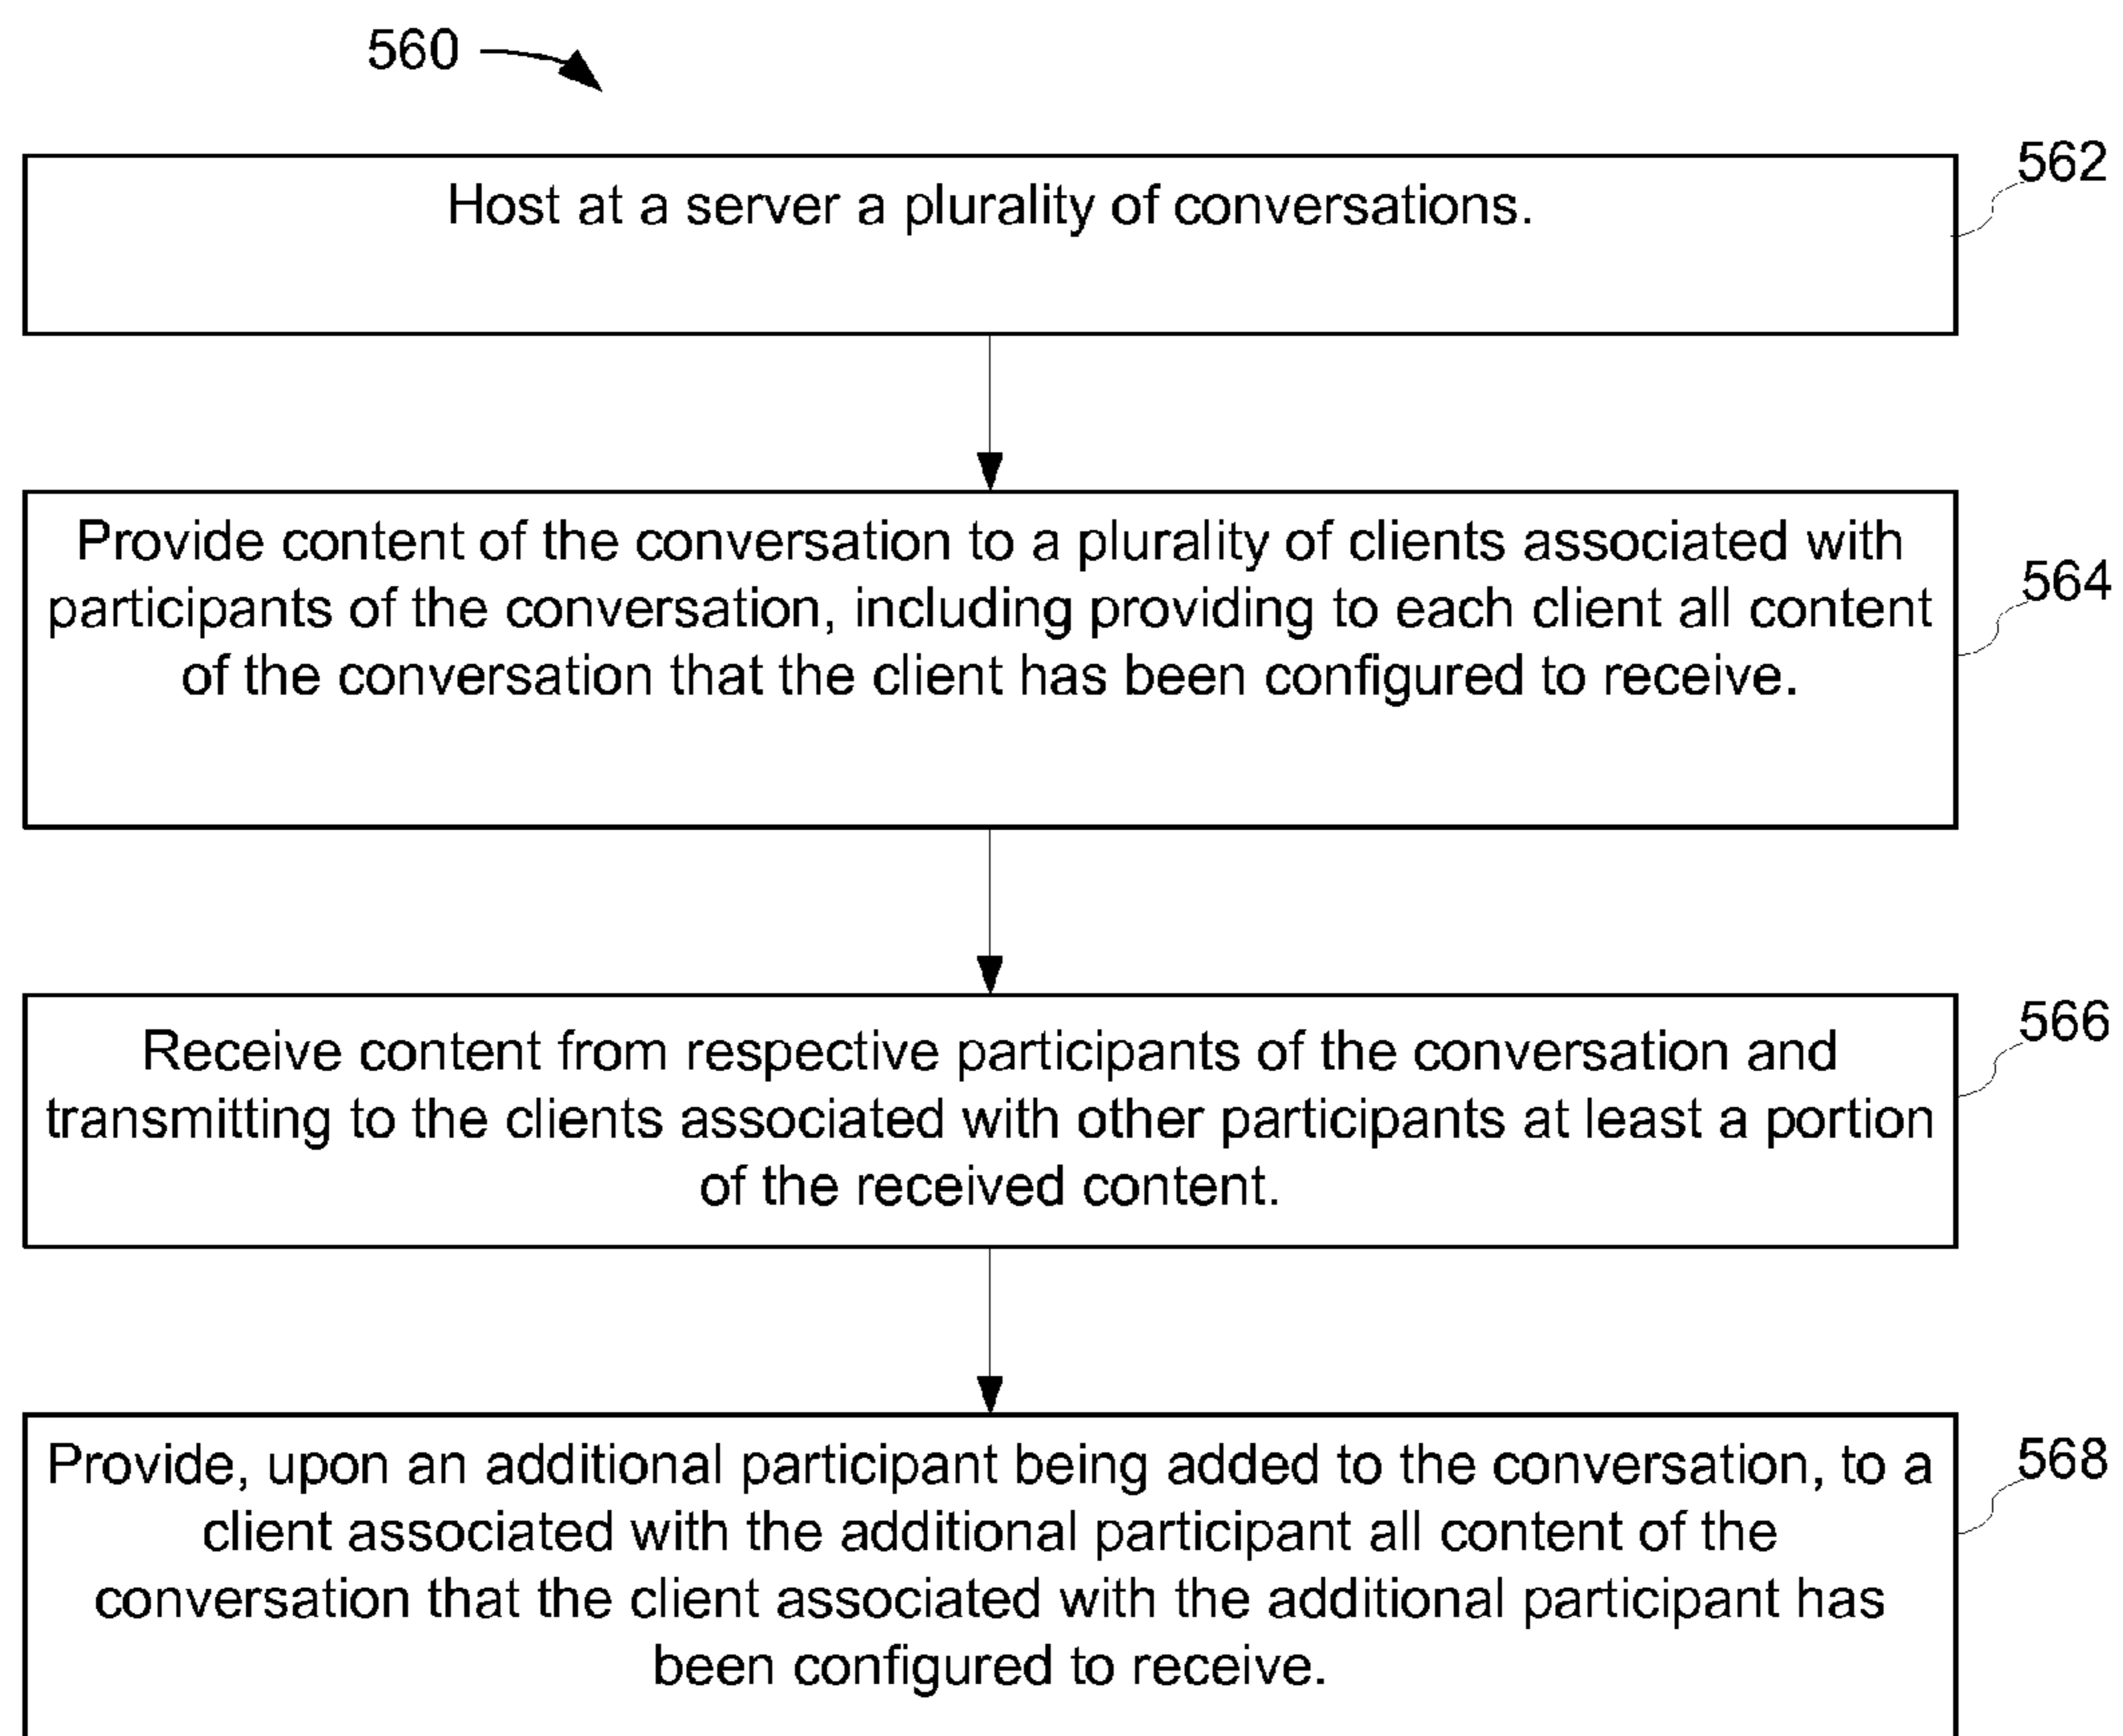 560
562
Host at a server a plurality of conversations.
564
Provide content of the conversation to a plurality of clients associated with
participants of the conversation, including providing to each client all content
of the conversation that the client has been configured to receive.
566
Receive content from respective participants of the conversation and
transmitting to the clients associated with other participants at least a portion
of the received content.
568
Provide, upon an additional participant being added to the conversation, to a
client associated with the additional participant all content of the
conversation that the client associated with the additional participant has
been configured to receive.